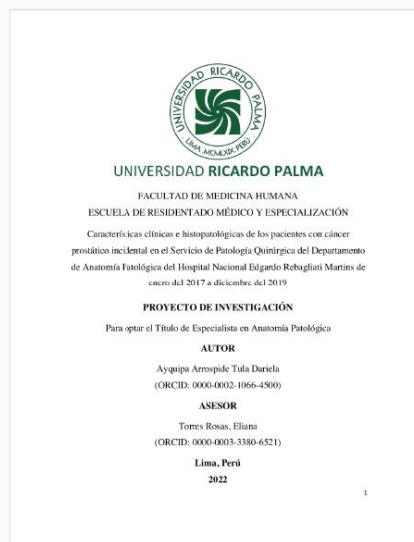 UNIVERSIDAD RICARDO PALMA
LIMA, MCMLXIX, PERÚ
UNIVERSIDAD RICARDO PALMA
FACULTAD DE MEDICINA HUMANA
ESCUELA DE RESIDENTADO MÉDICO Y ESPECIALIZACIÓN
Características clínicas e histopatológicas de los pacientes con cáncer
prostático incidental en el Servicio de Patología Quirúrgica del Departamento
de Anatomía Patológica del Hospital Nacional Edgardo Rebagliati Martins de
enero del 2017 a diciembre del 2019
PROYECTO DE INVESTIGACIÓN
Para optar el Título de Especialista en Anatomía Patológica
AUTOR
Ayquipa Arrospide Tula Dariela
(ORCID: 0000-0002-1066-4500)
ASESOR
Torres Rosas, Eliana
(ORCID: 0000-0003-3380-6521)
Lima, Perú
2022
1